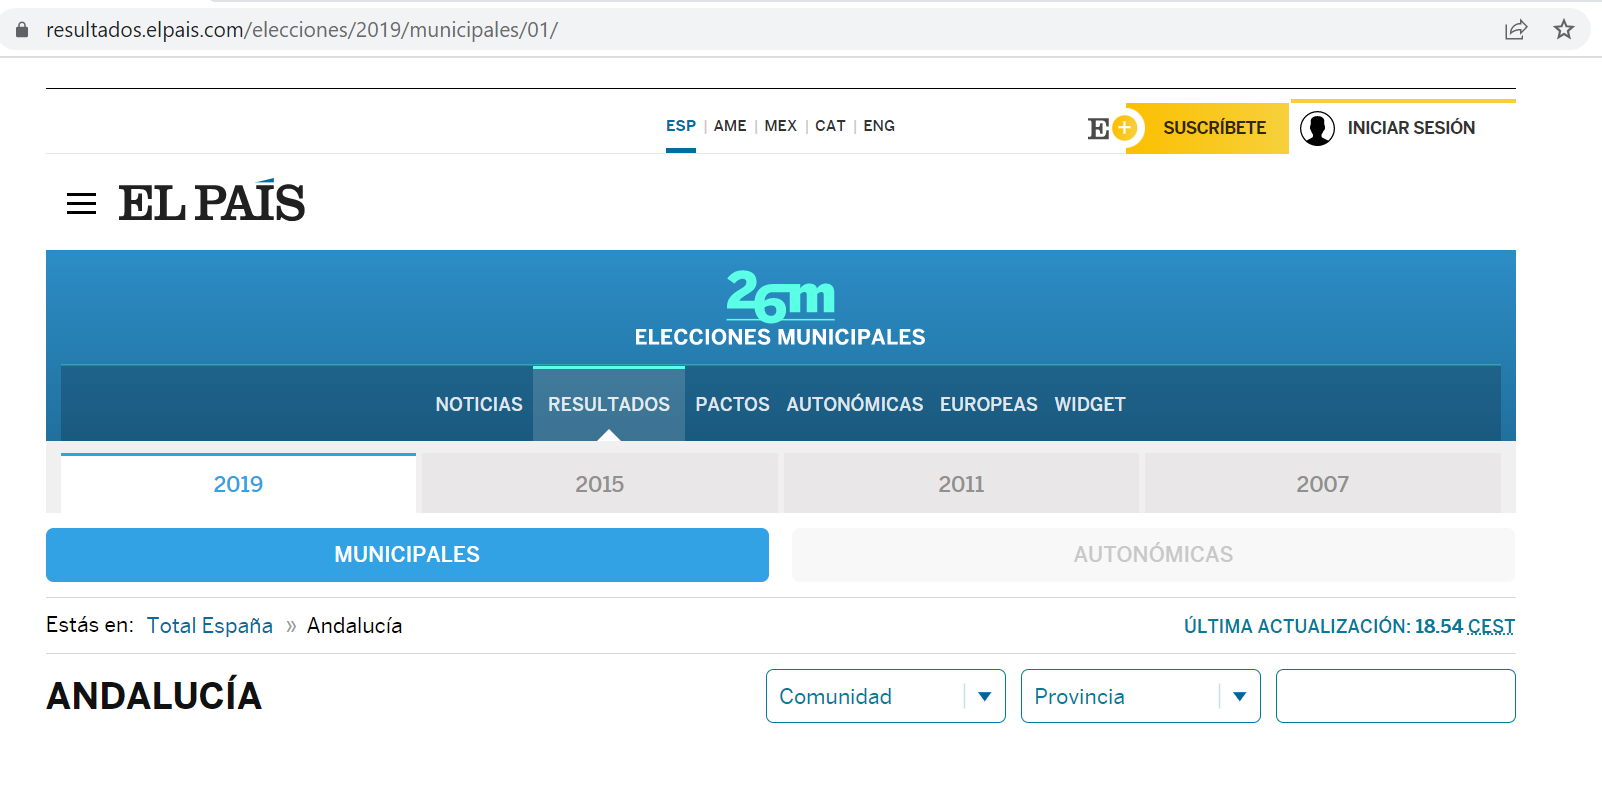 resultados.elpais.com/elecciones/2019/municipales/01/
ESP | AME | MEX | CAT | ENG
E+ SUSCRÍBETE INICIAR SESIÓN
EL PAÍS
26m
ELECCIONES MUNICIPALES
NOTICIAS RESULTADOS PACTOS AUTONÓMICAS EUROPEAS WIDGET
2019 2015 2011 2007
MUNICIPALES AUTONÓMICAS
Estás en: Total España » Andalucía ÚLTIMA ACTUALIZACIÓN: 18.54 CEST
ANDALUCÍA Comunidad Provincia